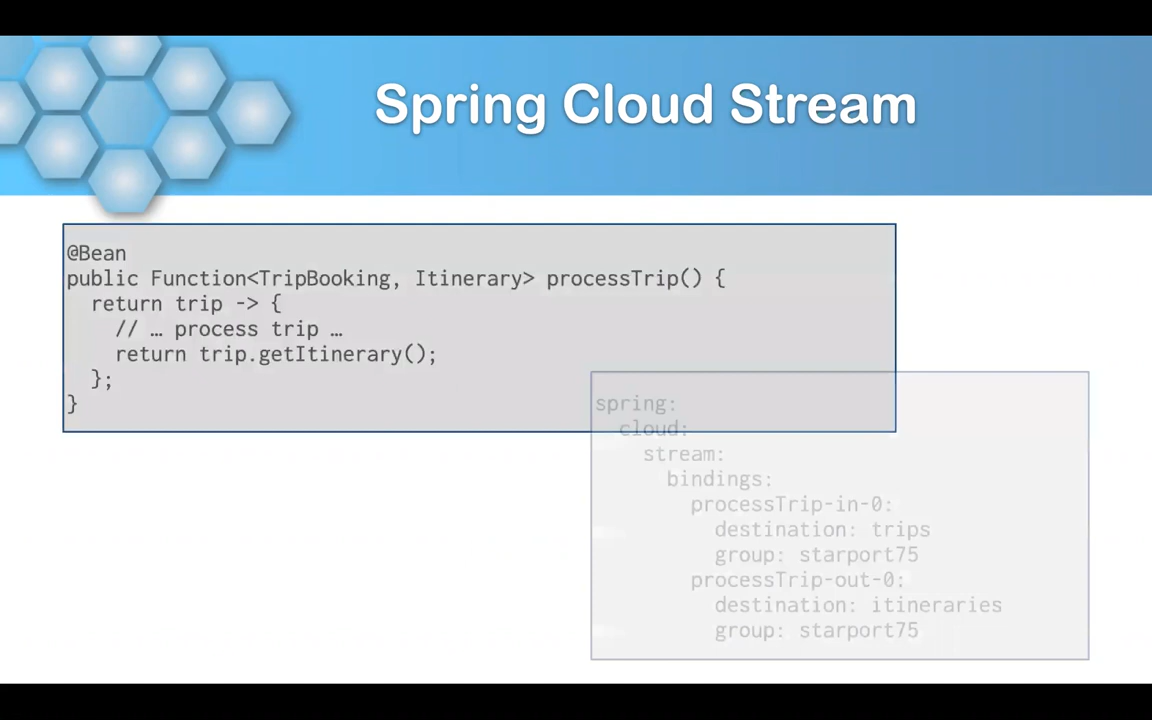 Spring Cloud Stream
@Bean
public Function<TripBooking, Itinerary> processTrip() {
  return trip -> {
    // … process trip …
    return trip.getItinerary();
  };
}
spring:
  cloud:
    stream:
      bindings:
        processTrip-in-0:
          destination: trips
          group: starport75
        processTrip-out-0:
          destination: itineraries
          group: starport75